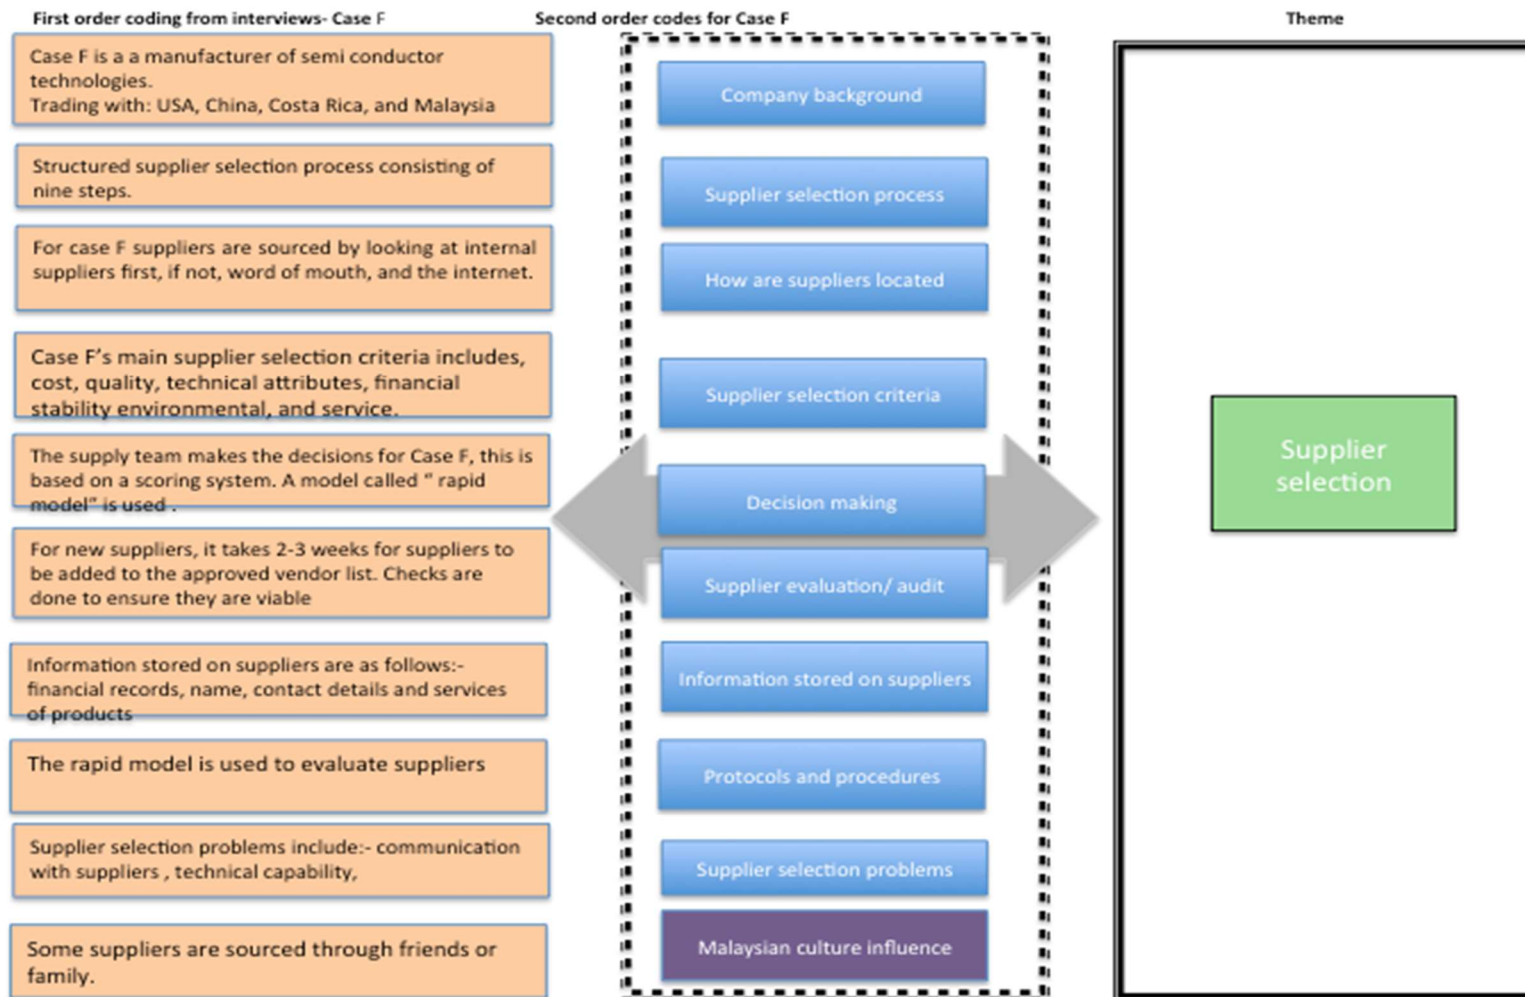 First order coding from interviews- Case F
Second order codes for Case F
Theme
Case F is a a manufacturer of semi conductor
technologies.
Trading with: USA, China, Costa Rica, and Malaysia
Company background
Structured supplier selection process consisting of
nine steps.
Supplier selection process
For case F suppliers are sourced by looking at internal
suppliers first, if not, word of mouth, and the internet.
How are suppliers located
Case F’s main supplier selection criteria includes,
cost, quality, technical attributes, financial
stability environmental, and service.
Supplier selection criteria
The supply team makes the decisions for Case F, this is
based on a scoring system. A model called “ rapid
model” is used .
Decision making
Supplier
selection
For new suppliers, it takes 2-3 weeks for suppliers to
be added to the approved vendor list. Checks are
done to ensure they are viable
Supplier evaluation/ audit
Information stored on suppliers are as follows:-
financial records, name, contact details and services
of products
Information stored on suppliers
The rapid model is used to evaluate suppliers
Protocols and procedures
Supplier selection problems include:- communication
with suppliers , technical capability,
Supplier selection problems
Some suppliers are sourced through friends or
family.
Malaysian culture influence